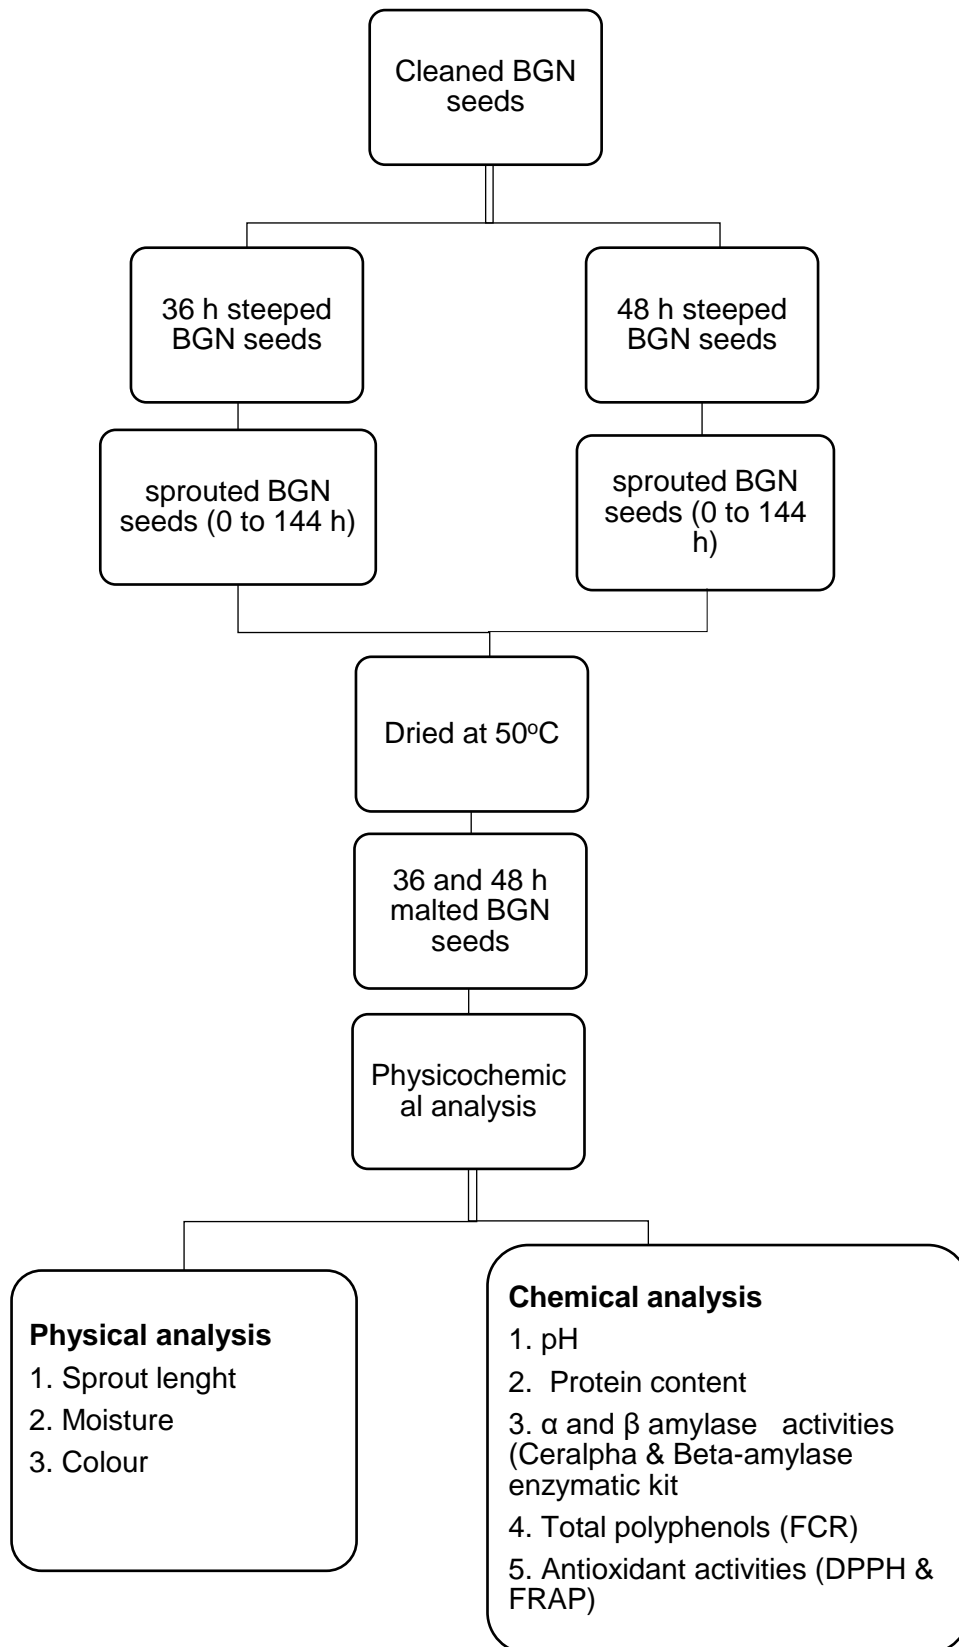 Cleaned BGN
seeds
36 h steeped
BGN seeds
48 h steeped
BGN seeds
sprouted BGN
seeds (0 to 144 h)
sprouted BGN
seeds (0 to 144
h)
Dried at 50°C
36 and 48 h
malted BGN
seeds
Physicochemic
al analysis
Physical analysis
1. Sprout lenght
2. Moisture
3. Colour
Chemical analysis
1. pH
2. Protein content
3. α and β amylase activities
(Ceralpha & Beta-amylase
enzymatic kit
4. Total polyphenols (FCR)
5. Antioxidant activities (DPPH &
FRAP)